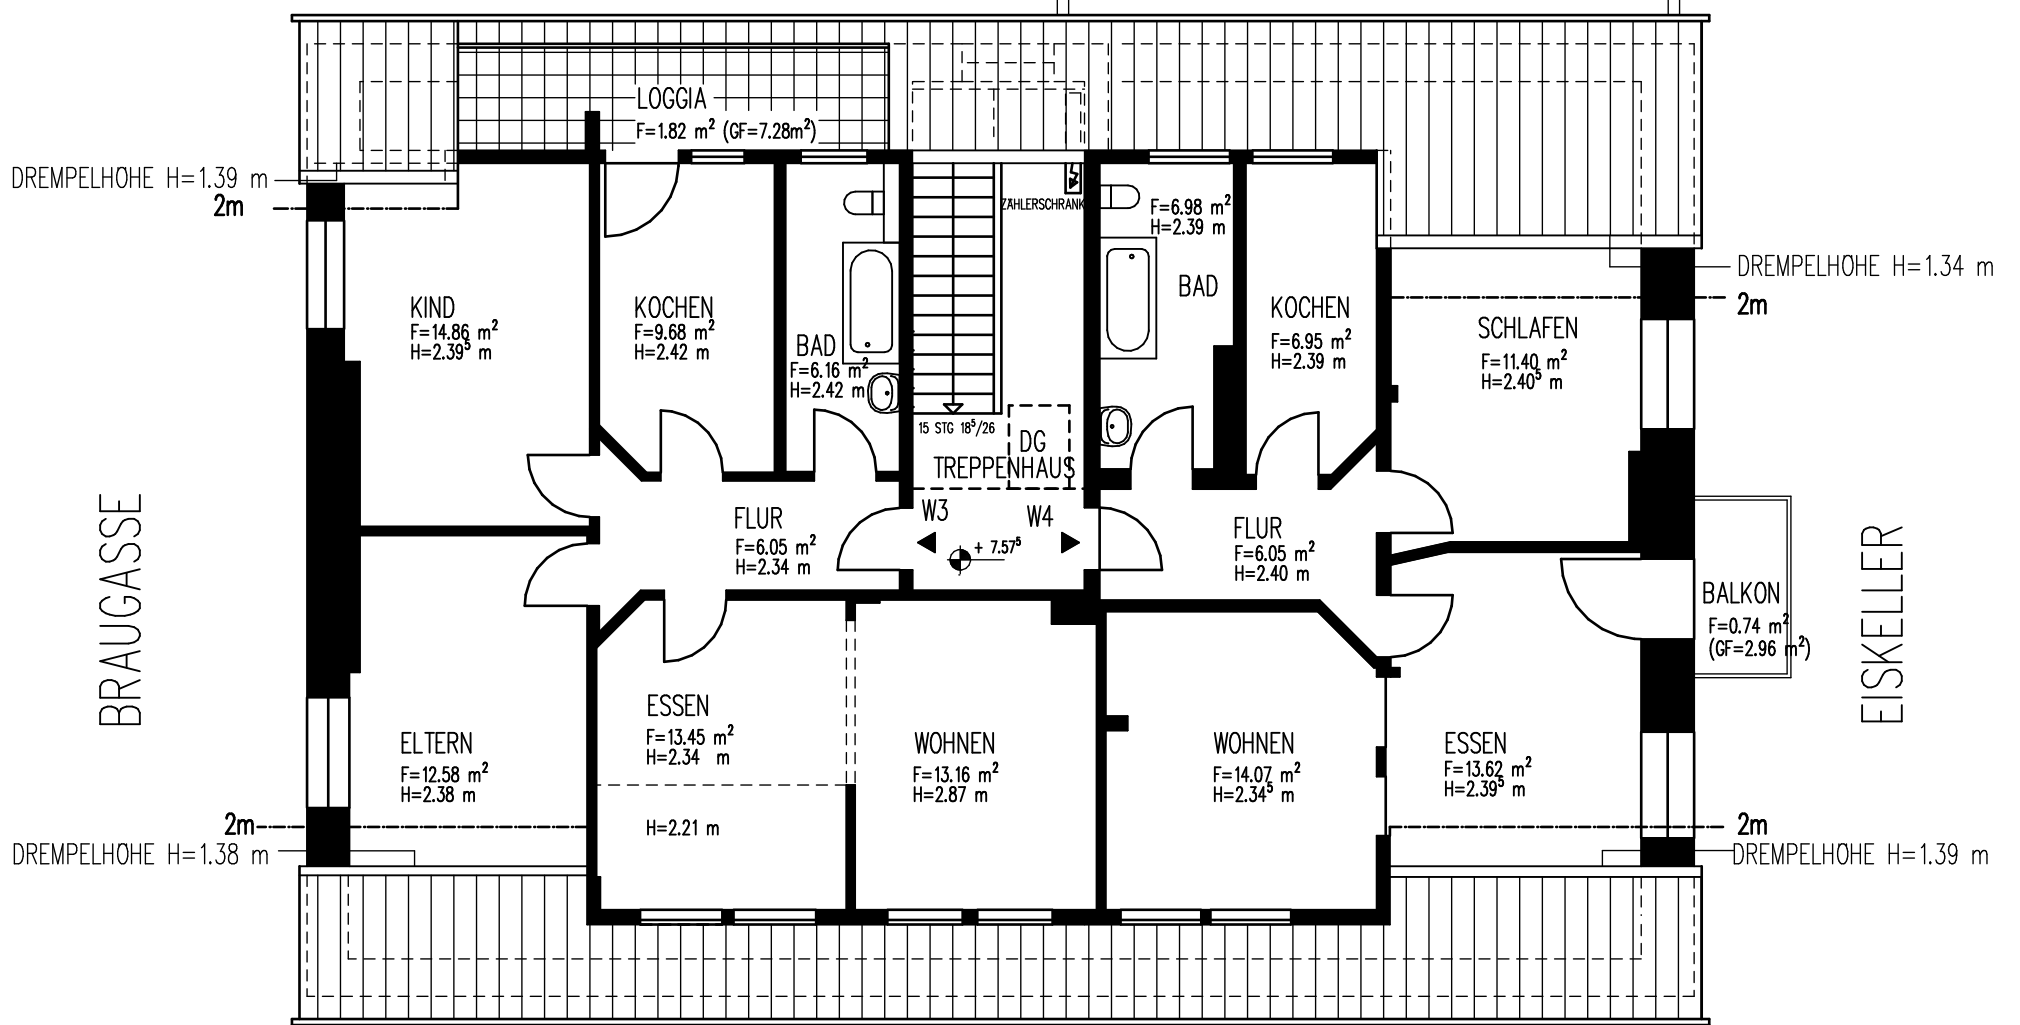 LOGGIA
F=1.82 m² (GF=7.28m²)
DREMPELHÖHE H=1.39 m
2m
ZÄHLERSCHRANK
F=6.98 m²
H=2.39 m
BAD
DREMPELHÖHE H=1.34 m
2m
KIND
F=14.86 m²
H=2.39⁵ m
KOCHEN
F=9.68 m²
H=2.42 m
BAD
F=6.16 m²
H=2.42 m
KOCHEN
F=6.95 m²
H=2.39 m
SCHLAFEN
F=11.40 m²
H=2.40⁵ m
15 STG 18⁵/26
DG
TREPPENHAUS
W3
W4
+ 7.57⁵
FLUR
F=6.05 m²
H=2.34 m
FLUR
F=6.05 m²
H=2.40 m
BRAUGASSE
EISKELLER
BALKON
F=0.74 m²
(GF=2.96 m²)
ELTERN
F=12.58 m²
H=2.38 m
ESSEN
F=13.45 m²
H=2.34 m
H=2.21 m
WOHNEN
F=13.16 m²
H=2.87 m
WOHNEN
F=14.07 m²
H=2.34⁵ m
ESSEN
F=13.62 m²
H=2.39⁵ m
2m
DREMPELHÖHE H=1.38 m
2m
DREMPELHÖHE H=1.39 m